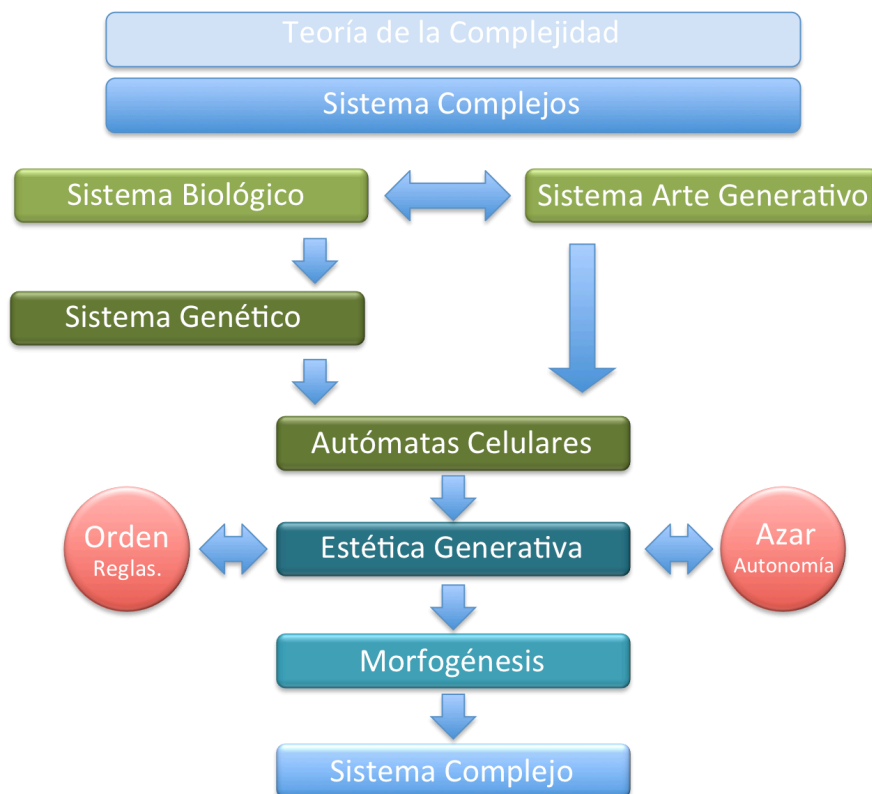 Teoría de la Complejidad
Sistema Complejos
Sistema Biológico
Sistema Arte Generativo
Sistema Genético
Autómatas Celulares
Orden
Reglas.
Estética Generativa
Azar
Autonomía
Morfogénesis
Sistema Complejo